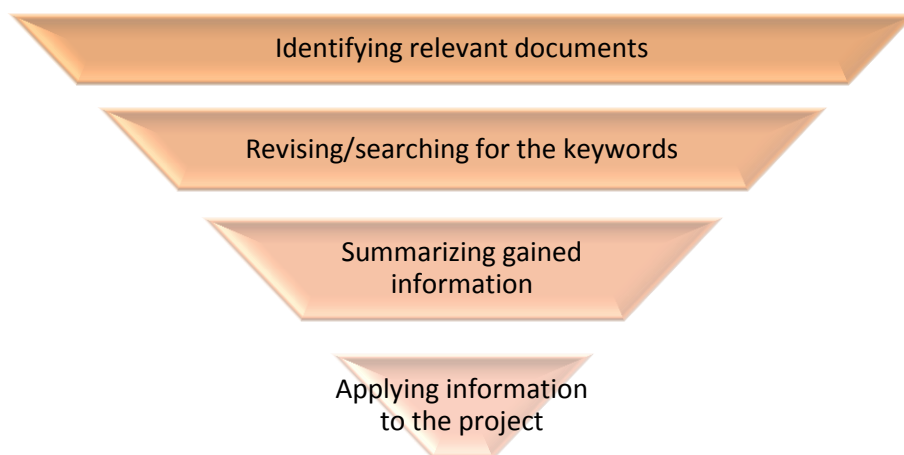 Identifying relevant documents
Revising/searching for the keywords
Summarizing gained
information
Applying information
to the project